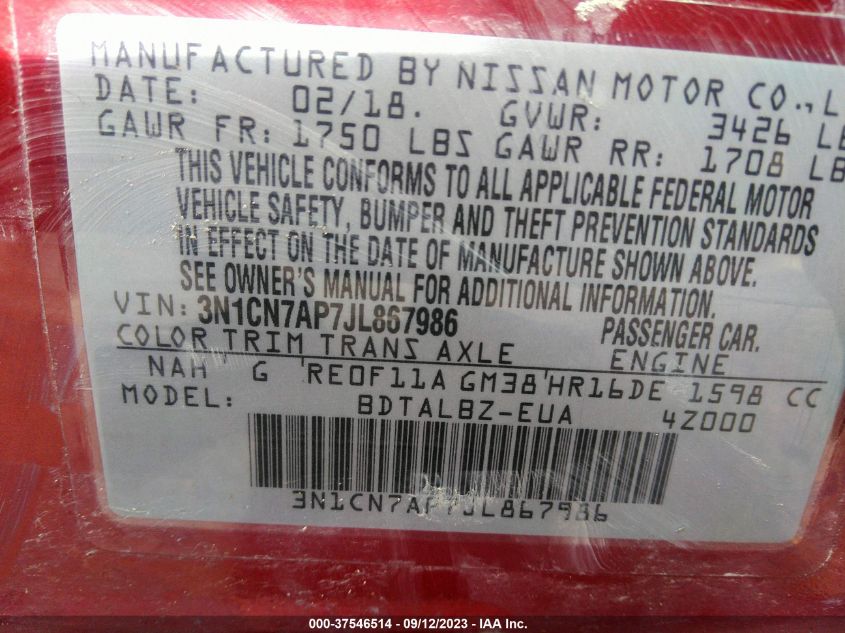 MANUFACTURED BY NISSAN MOTOR CO., L
DATE: 02/18. GVWR: 3426 LB
GAWR FR: 1750 LBS GAWR RR: 1708 LB
THIS VEHICLE CONFORMS TO ALL APPLICABLE FEDERAL MOTOR
VEHICLE SAFETY, BUMPER AND THEFT PREVENTION STANDARDS
IN EFFECT ON THE DATE OF MANUFACTURE SHOWN ABOVE.
SEE OWNER'S MANUAL FOR ADDITIONAL INFORMATION.
VIN: 3N1CN7AP7JL867986 PASSENGER CAR.
COLOR TRIM TRANS AXLE ENGINE
NAH G RE0F11A GM38 HR16DE 1598 CC
MODEL: BDTALBZ-EUA 4Z000
3N1CN7AP7JL867986
000-37546514 - 09/12/2023 - IAA Inc.